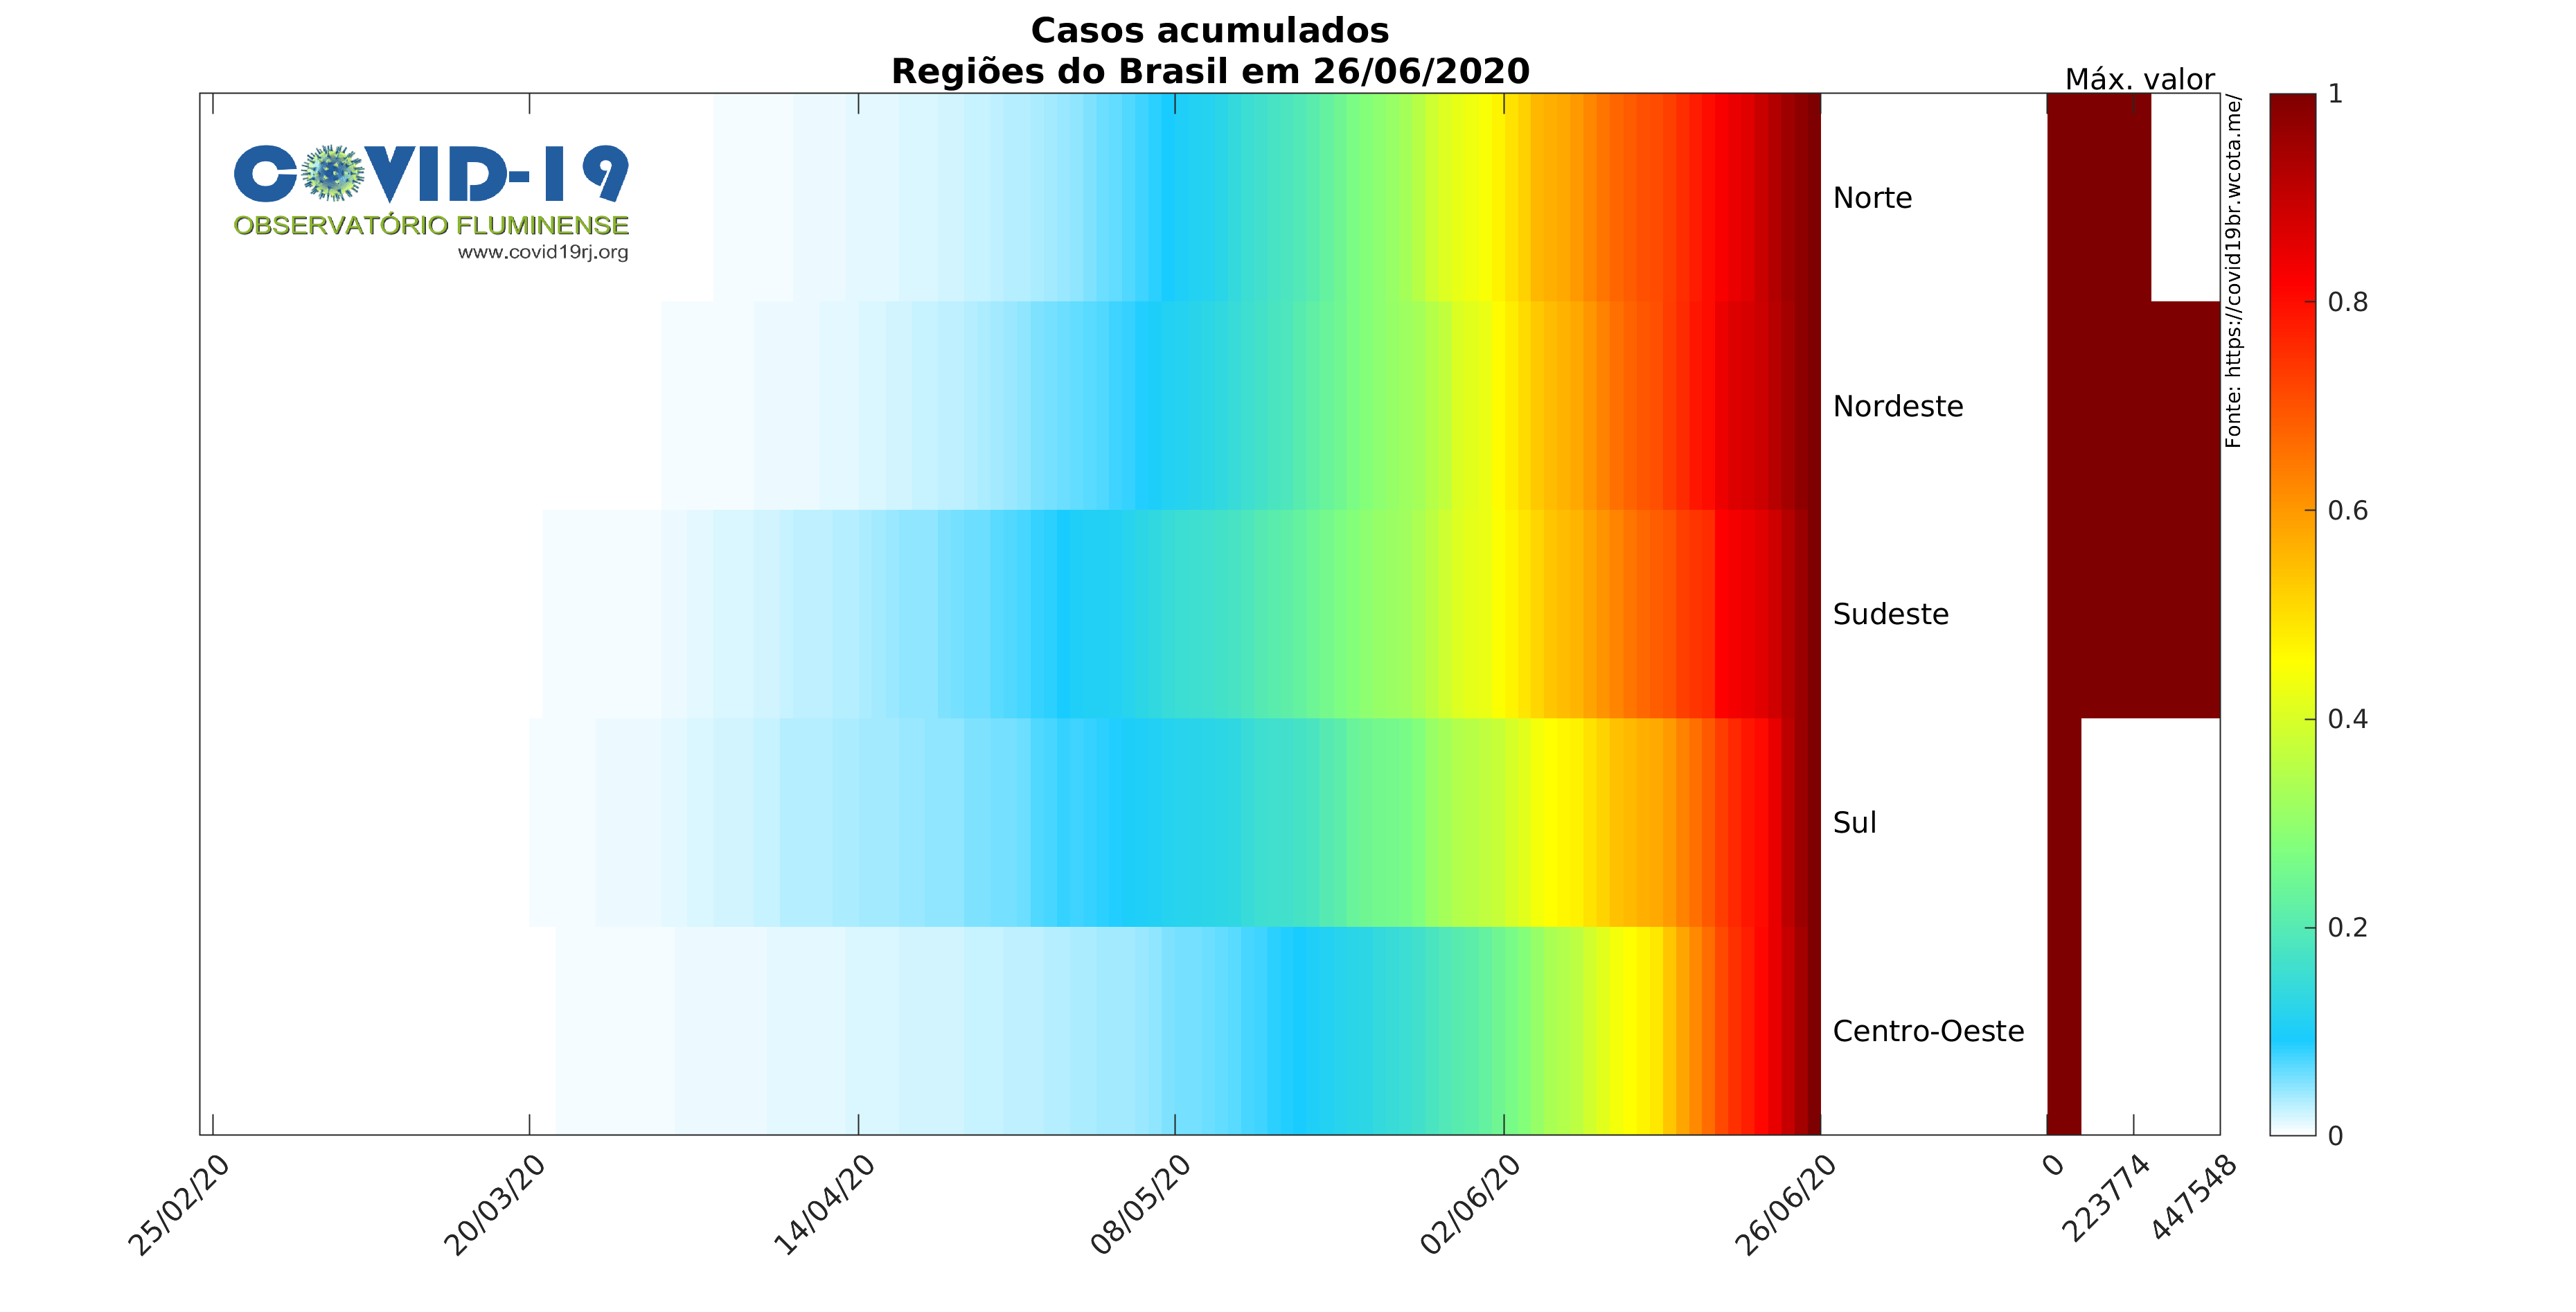 Casos acumulados
Regiões do Brasil em 26/06/2020
Máx. valor
COVID-19
OBSERVATÓRIO FLUMINENSE
www.covid19rj.org
Norte
Nordeste
Sudeste
Sul
Centro-Oeste
Fonte: https://covid19br.wcota.me/
1
0.8
0.6
0.4
0.2
0
25/02/20
20/03/20
14/04/20
08/05/20
02/06/20
26/06/20
0
223774
447548